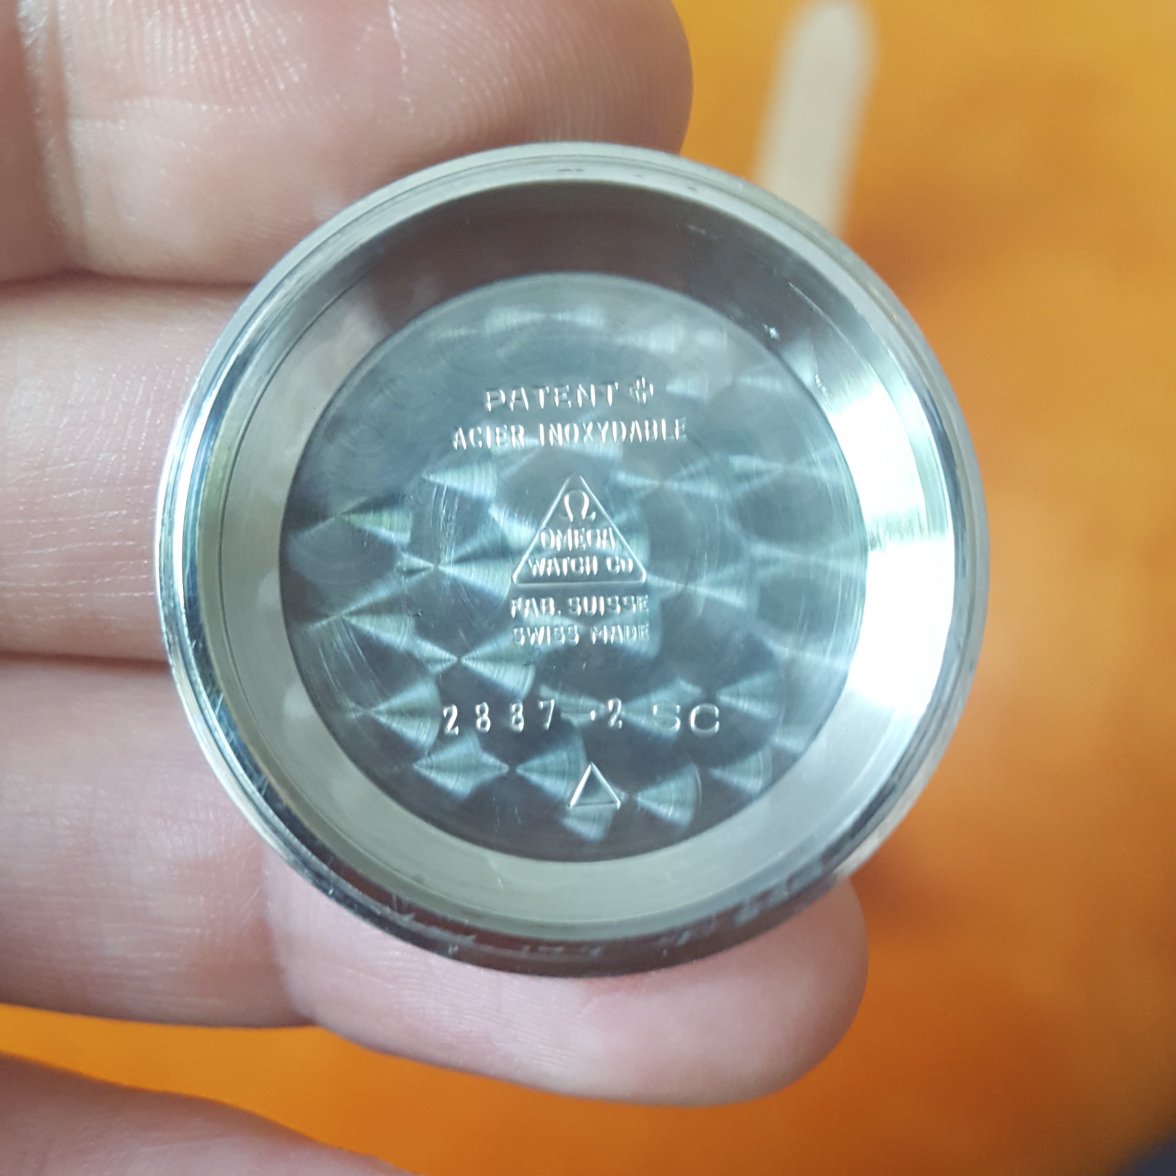 PATENT ✙
ACIER INOXYDABLE
Ω
OMEGA
WATCH CO
FAB. SUISSE
SWISS MADE
2887-2 SC